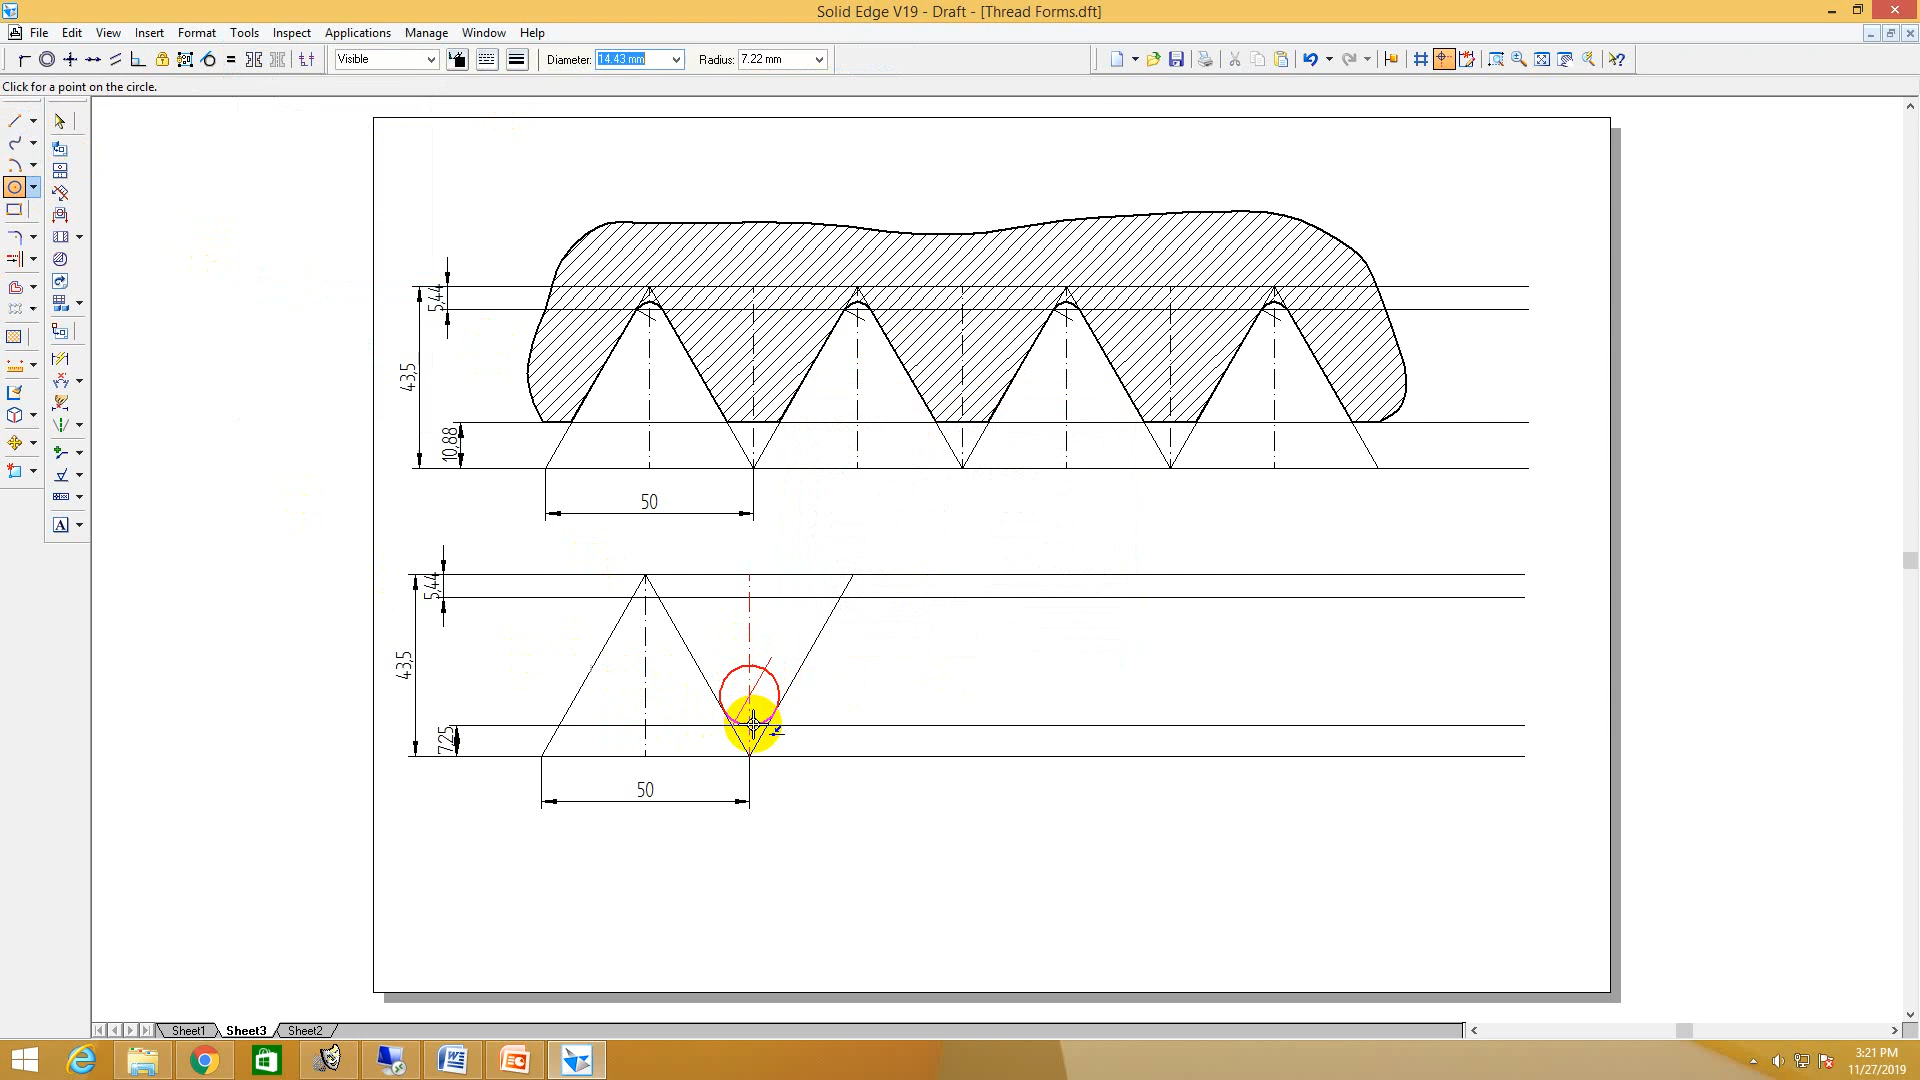 Solid Edge V19 - Draft - [Thread Forms.dft]
File Edit View Insert Format Tools Inspect Applications Manage Window Help
Visible Diameter: 14.43 mm Radius: 7.22 mm
Click for a point on the circle.
A
5,44
43,5
10,88
50
5,44
43,5
7,25
50
Sheet1 Sheet3 Sheet2
3:21 PM
11/27/2019